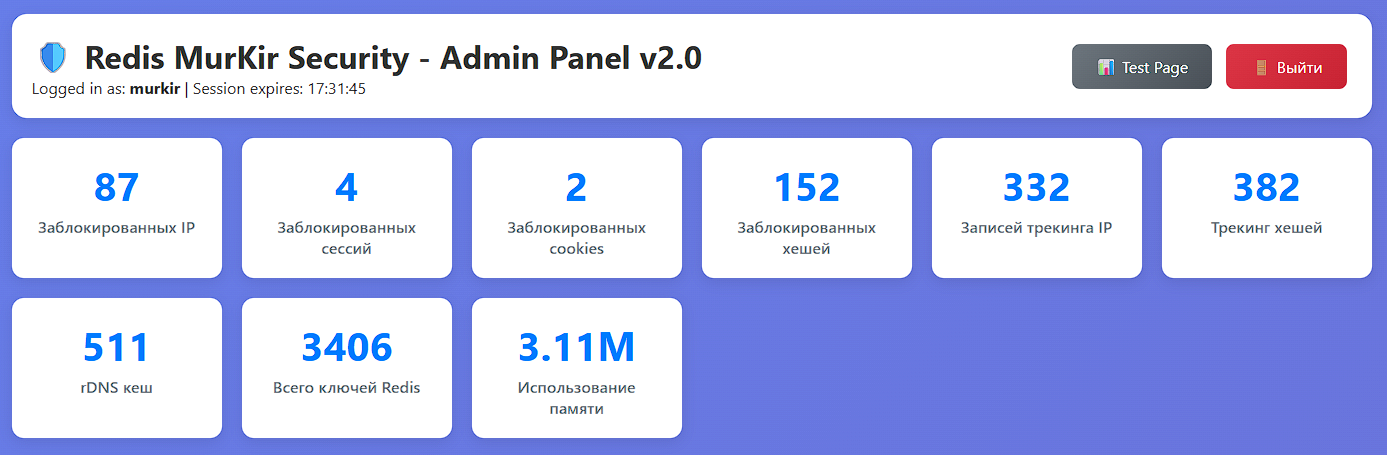 Redis MurKir Security - Admin Panel v2.0
Logged in as: murkir | Session expires: 17:31:45
Test Page
Выйти
87
Заблокированных IP
4
Заблокированных
сессий
2
Заблокированных
cookies
152
Заблокированных
хешей
332
Записей трекинга IP
382
Трекинг хешей
511
rDNS кеш
3406
Всего ключей Redis
3.11M
Использование
памяти